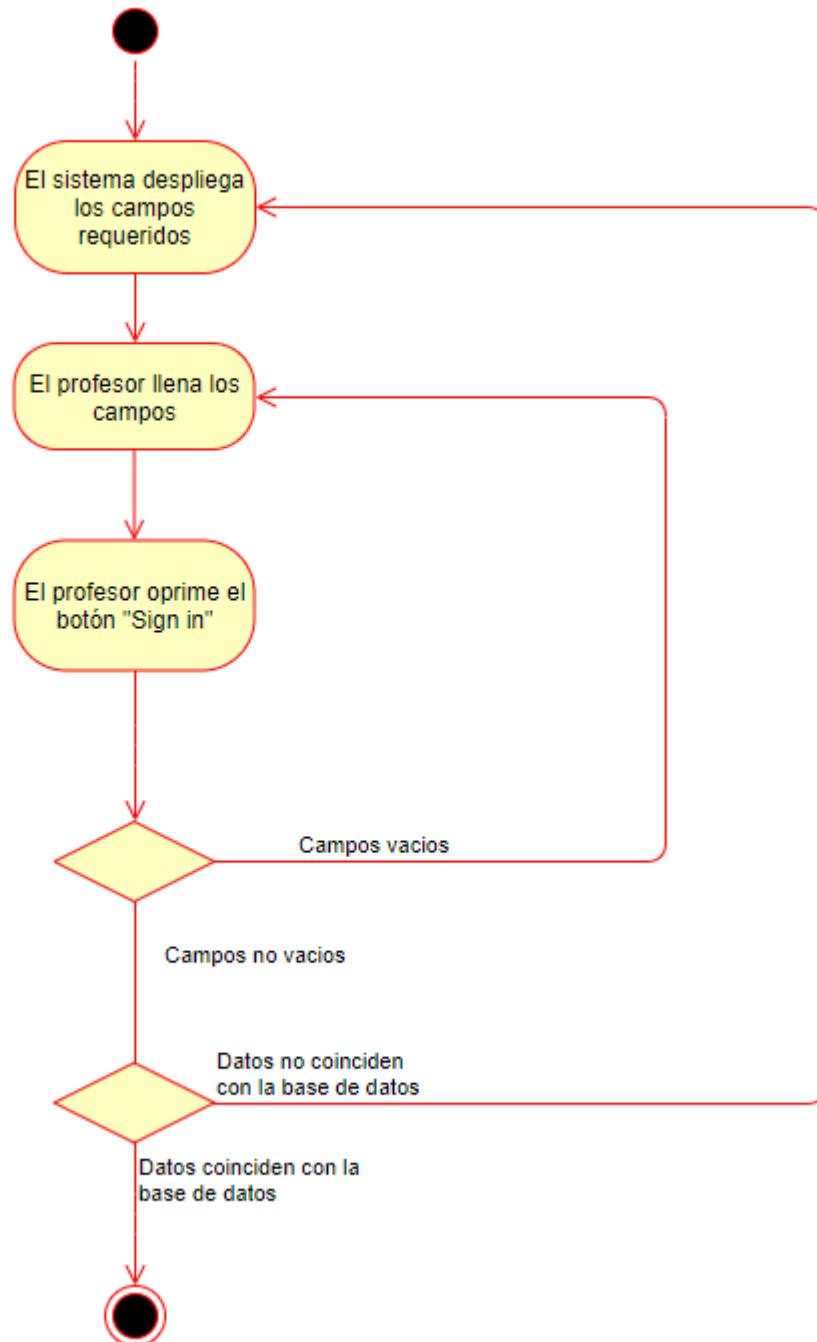 El sistema despliega
los campos
requeridos
El profesor llena los
campos
El profesor oprime el
botón "Sign in"
Campos vacios
Campos no vacios
Datos no coinciden
con la base de datos
Datos coinciden con la
base de datos